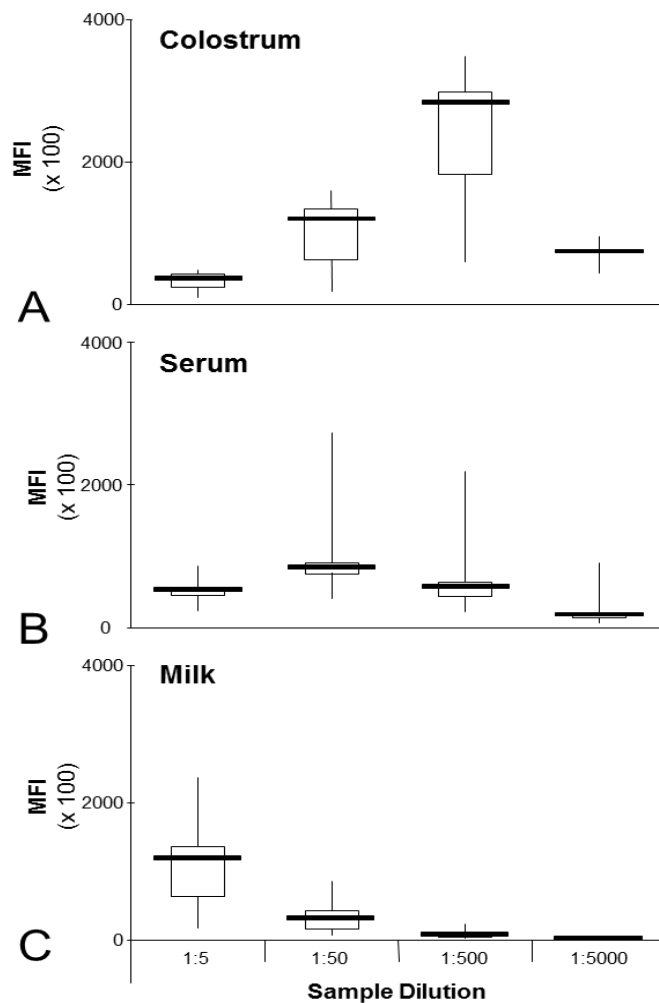 4000
Colostrum
MFI
(x 100)
2000
0
A
4000
Serum
MFI
(x 100)
2000
0
B
4000
Milk
MFI
(x 100)
2000
0
C
1:5 1:50 1:500 1:5000
Sample Dilution